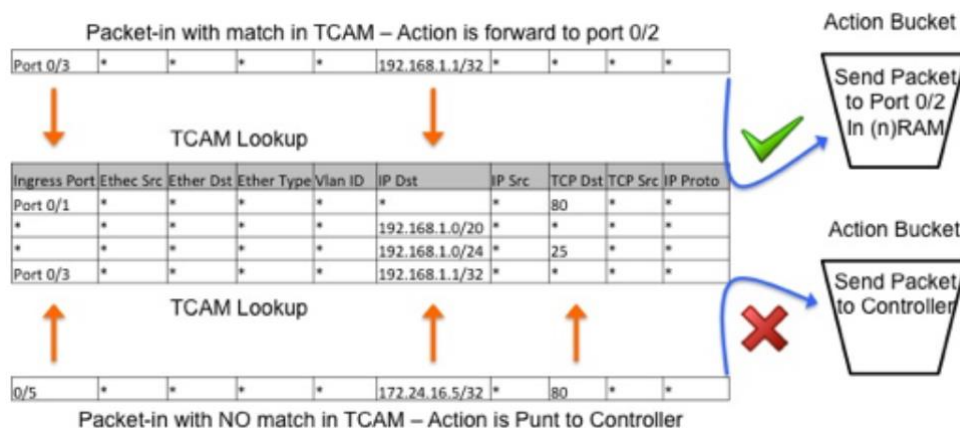 Packet-in with match in TCAM – Action is forward to port 0/2
Port 0/3 * * * * 192.168.1.1/32 * * * *
TCAM Lookup
Ingress Port Ethec Src Ether Dst Ether Type Vlan ID IP Dst IP Src TCP Dst TCP Src IP Proto
Port 0/1 * * * * * * 80 * *
* * * * * 192.168.1.0/20 * * * *
* * * * * 192.168.1.0/24 * 25 * *
Port 0/3 * * * * 192.168.1.1/32 * * * *
TCAM Lookup
0/5 * * * * 172.24.16.5/32 * 80 * *
Packet-in with NO match in TCAM – Action is Punt to Controller
Action Bucket
Send Packet
to Port 0/2
In (n)RAM
Action Bucket
Send Packet
to Controller